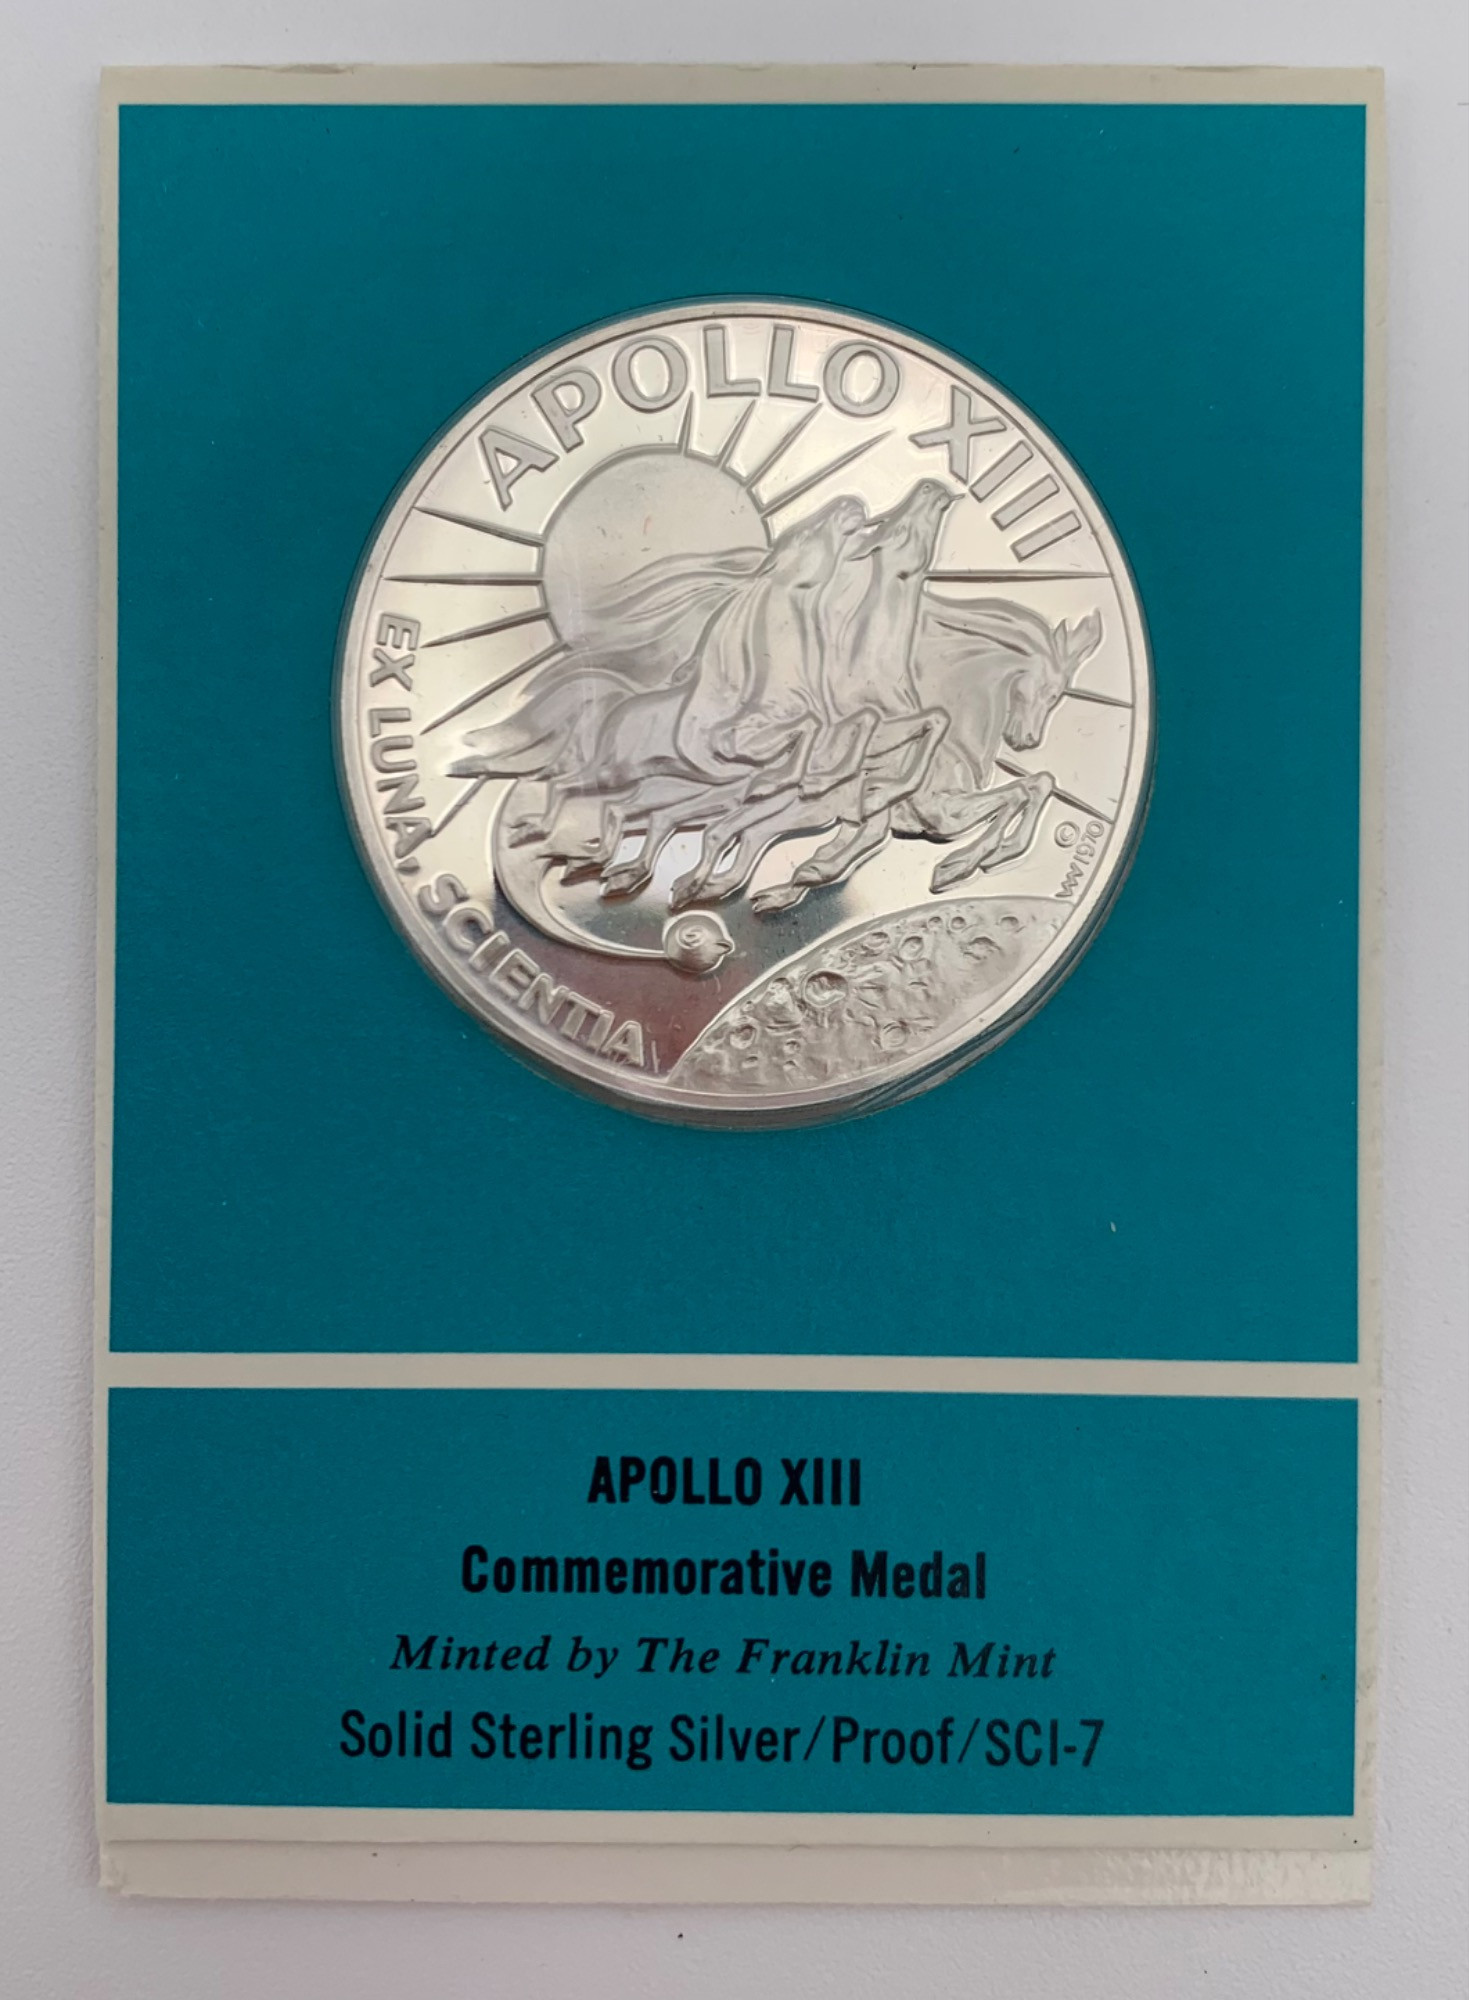 APOLLO XIII
EX LUNA, SCIENTIA
© WW1970
APOLLO XIII
Commemorative Medal
Minted by The Franklin Mint
Solid Sterling Silver/Proof/SCI-7